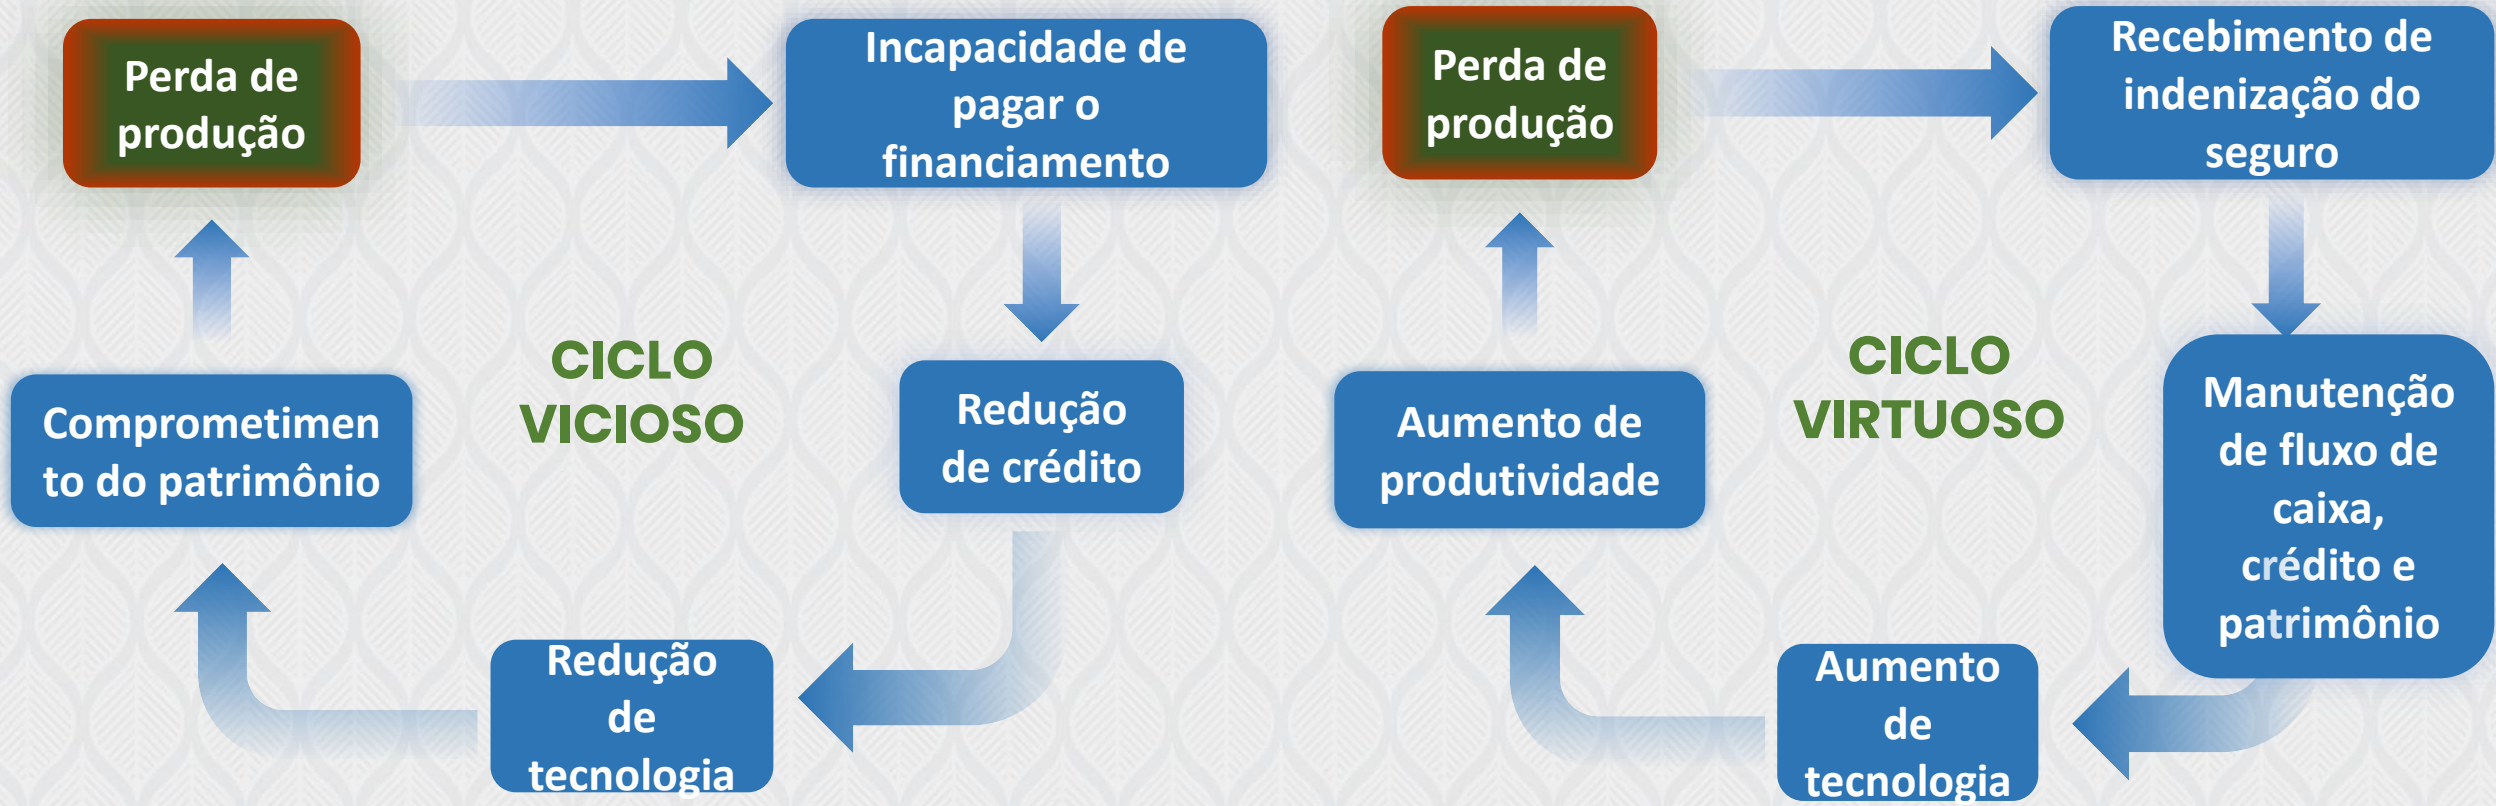 Perda de
produção
Incapacidade de
pagar o
financiamento
Redução
de crédito
Redução
de
tecnologia
Comprometimen
to do patrimônio
CICLO
VICIOSO
Perda de
produção
Recebimento de
indenização do
seguro
Manutenção
de fluxo de
caixa,
crédito e
patrimônio
Aumento
de
tecnologia
Aumento de
produtividade
CICLO
VIRTUOSO